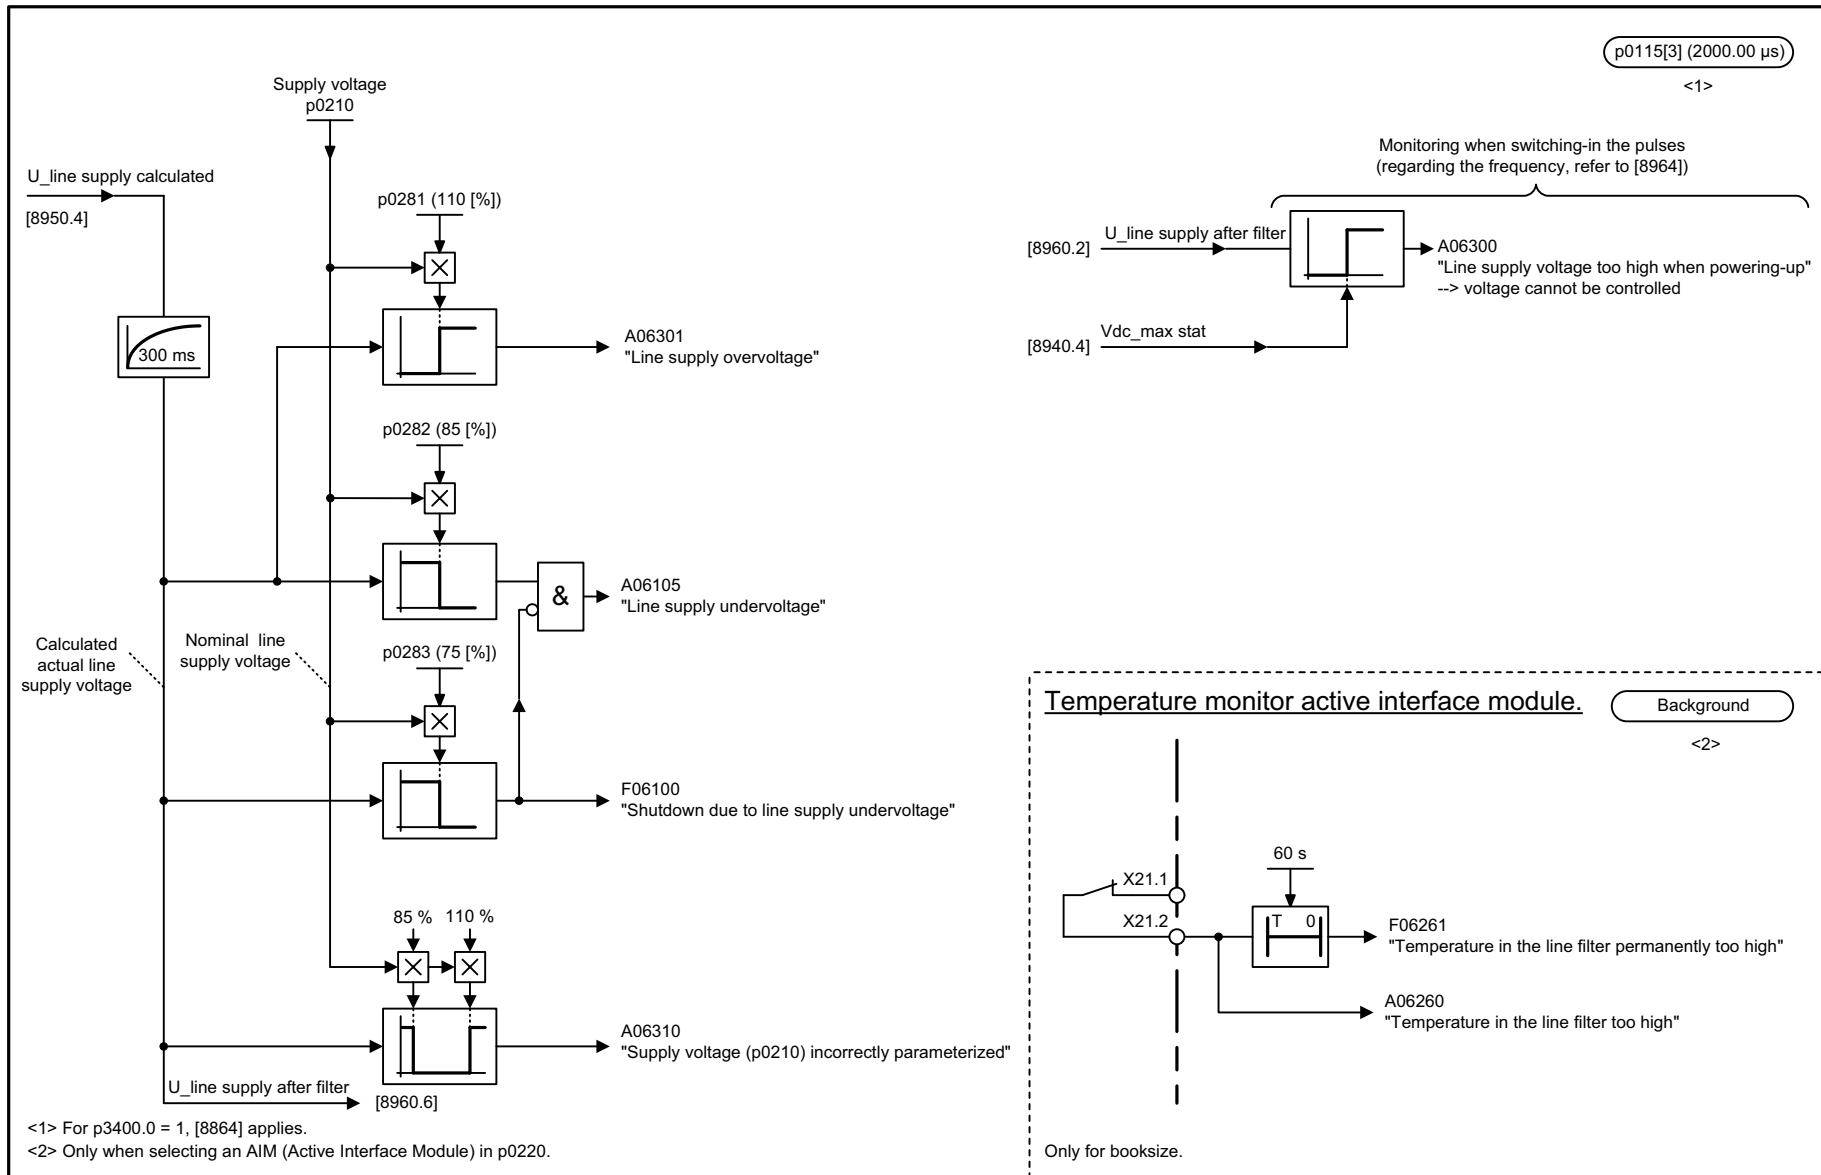 p0115[3] (2000.00 µs)
<1>
Supply voltage
p0210
U_line supply calculated
[8950.4]
300 ms
p0281 (110 [%])
A06301
"Line supply overvoltage"
p0282 (85 [%])
&
A06105
"Line supply undervoltage"
Calculated
actual line
supply voltage
Nominal line
supply voltage
p0283 (75 [%])
F06100
"Shutdown due to line supply undervoltage"
85 %
110 %
A06310
"Supply voltage (p0210) incorrectly parameterized"
U_line supply after filter
[8960.6]
<1> For p3400.0 = 1, [8864] applies.
<2> Only when selecting an AIM (Active Interface Module) in p0220.
Monitoring when switching-in the pulses
(regarding the frequency, refer to [8964])
[8960.2]
U_line supply after filter
A06300
"Line supply voltage too high when powering-up"
--> voltage cannot be controlled
[8940.4]
Vdc_max stat
Temperature monitor active interface module.
Background
<2>
60 s
X21.1
X21.2
T 0
F06261
"Temperature in the line filter permanently too high"
A06260
"Temperature in the line filter too high"
Only for booksize.